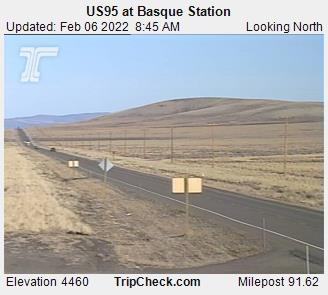 US95 at Basque Station
Updated: Feb 06 2022 8:45 AM Looking North
Elevation 4460 TripCheck.com Milepost 91.62